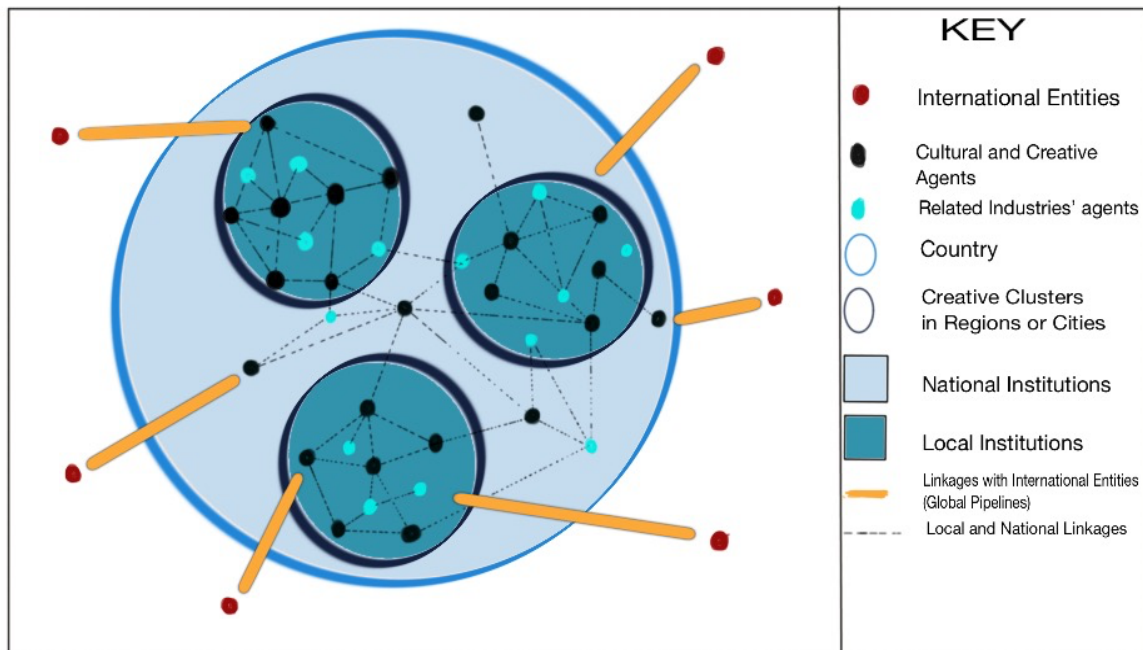 KEY
International Entities
Cultural and Creative
Agents
Related Industries' agents
Country
Creative Clusters
in Regions or Cities
National Institutions
Local Institutions
Linkages with International Entities
(Global Pipelines)
Local and National Linkages